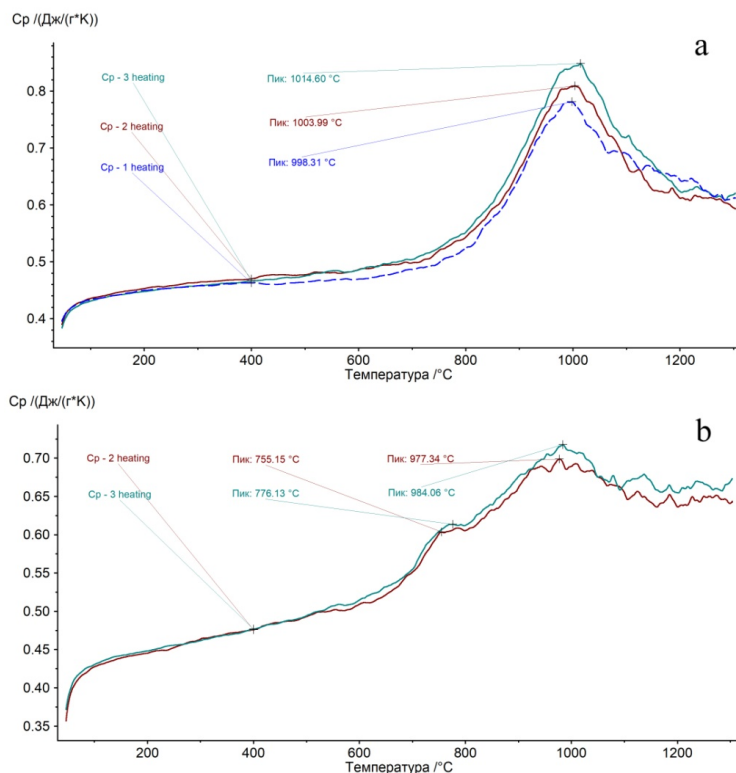 Cp /(Дж/(г*K))
a
Cp - 3 heating
Пик: 1014.60 °C
0.8
Cp - 2 heating
Пик: 1003.99 °C
0.7
Cp - 1 heating
Пик: 998.31 °C
0.6
0.5
0.4
200 400 600 800 1000 1200
Температура /°C
Cp /(Дж/(г*K))
b
0.70
Cp - 2 heating
Пик: 755.15 °C
Пик: 977.34 °C
0.65
Cp - 3 heating
Пик: 776.13 °C
Пик: 984.06 °C
0.60
0.55
0.50
0.45
0.40
0.35
200 400 600 800 1000 1200
Температура /°C